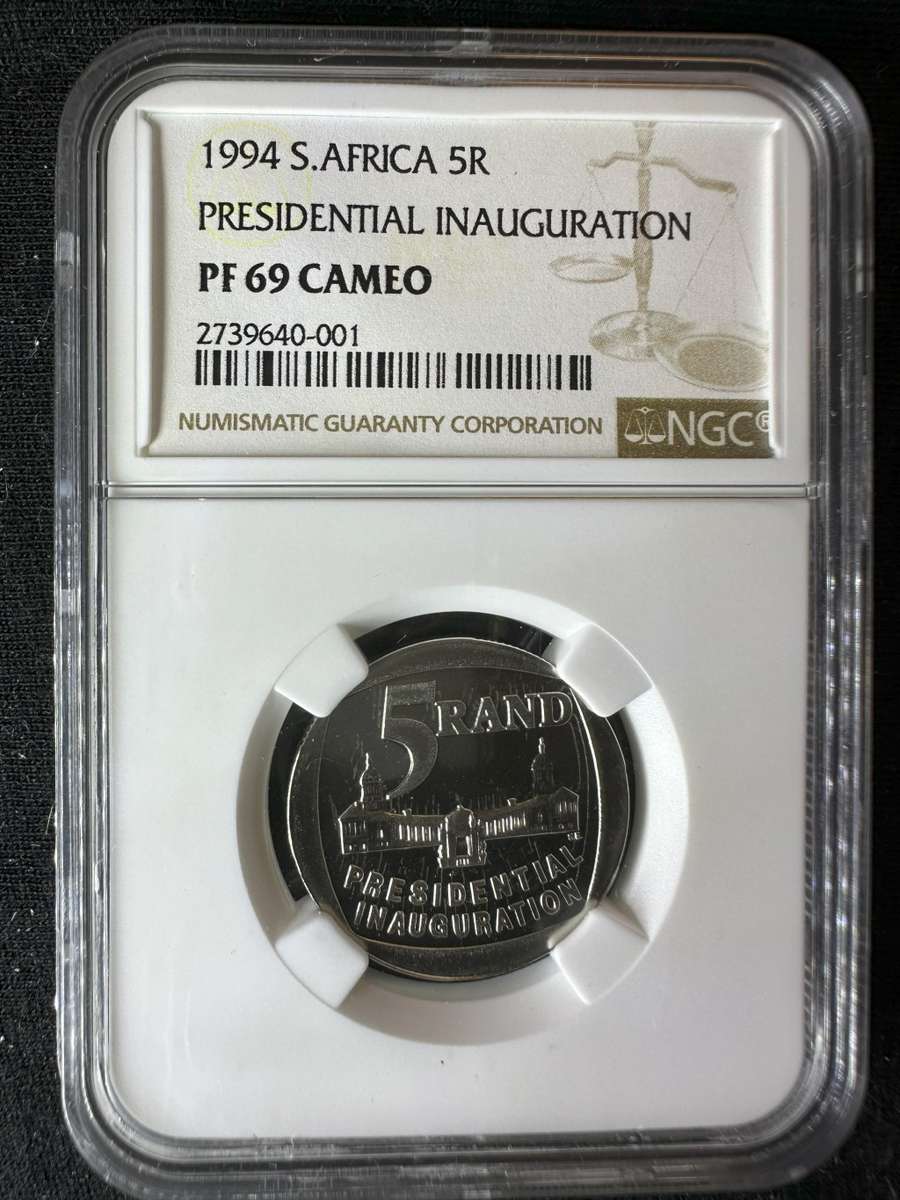 1994 S.AFRICA 5R
PRESIDENTIAL INAUGURATION
PF 69 CAMEO
2739640-001
NUMISMATIC GUARANTY CORPORATION NGC®
5 RAND
PRESIDENTIAL
INAUGURATION